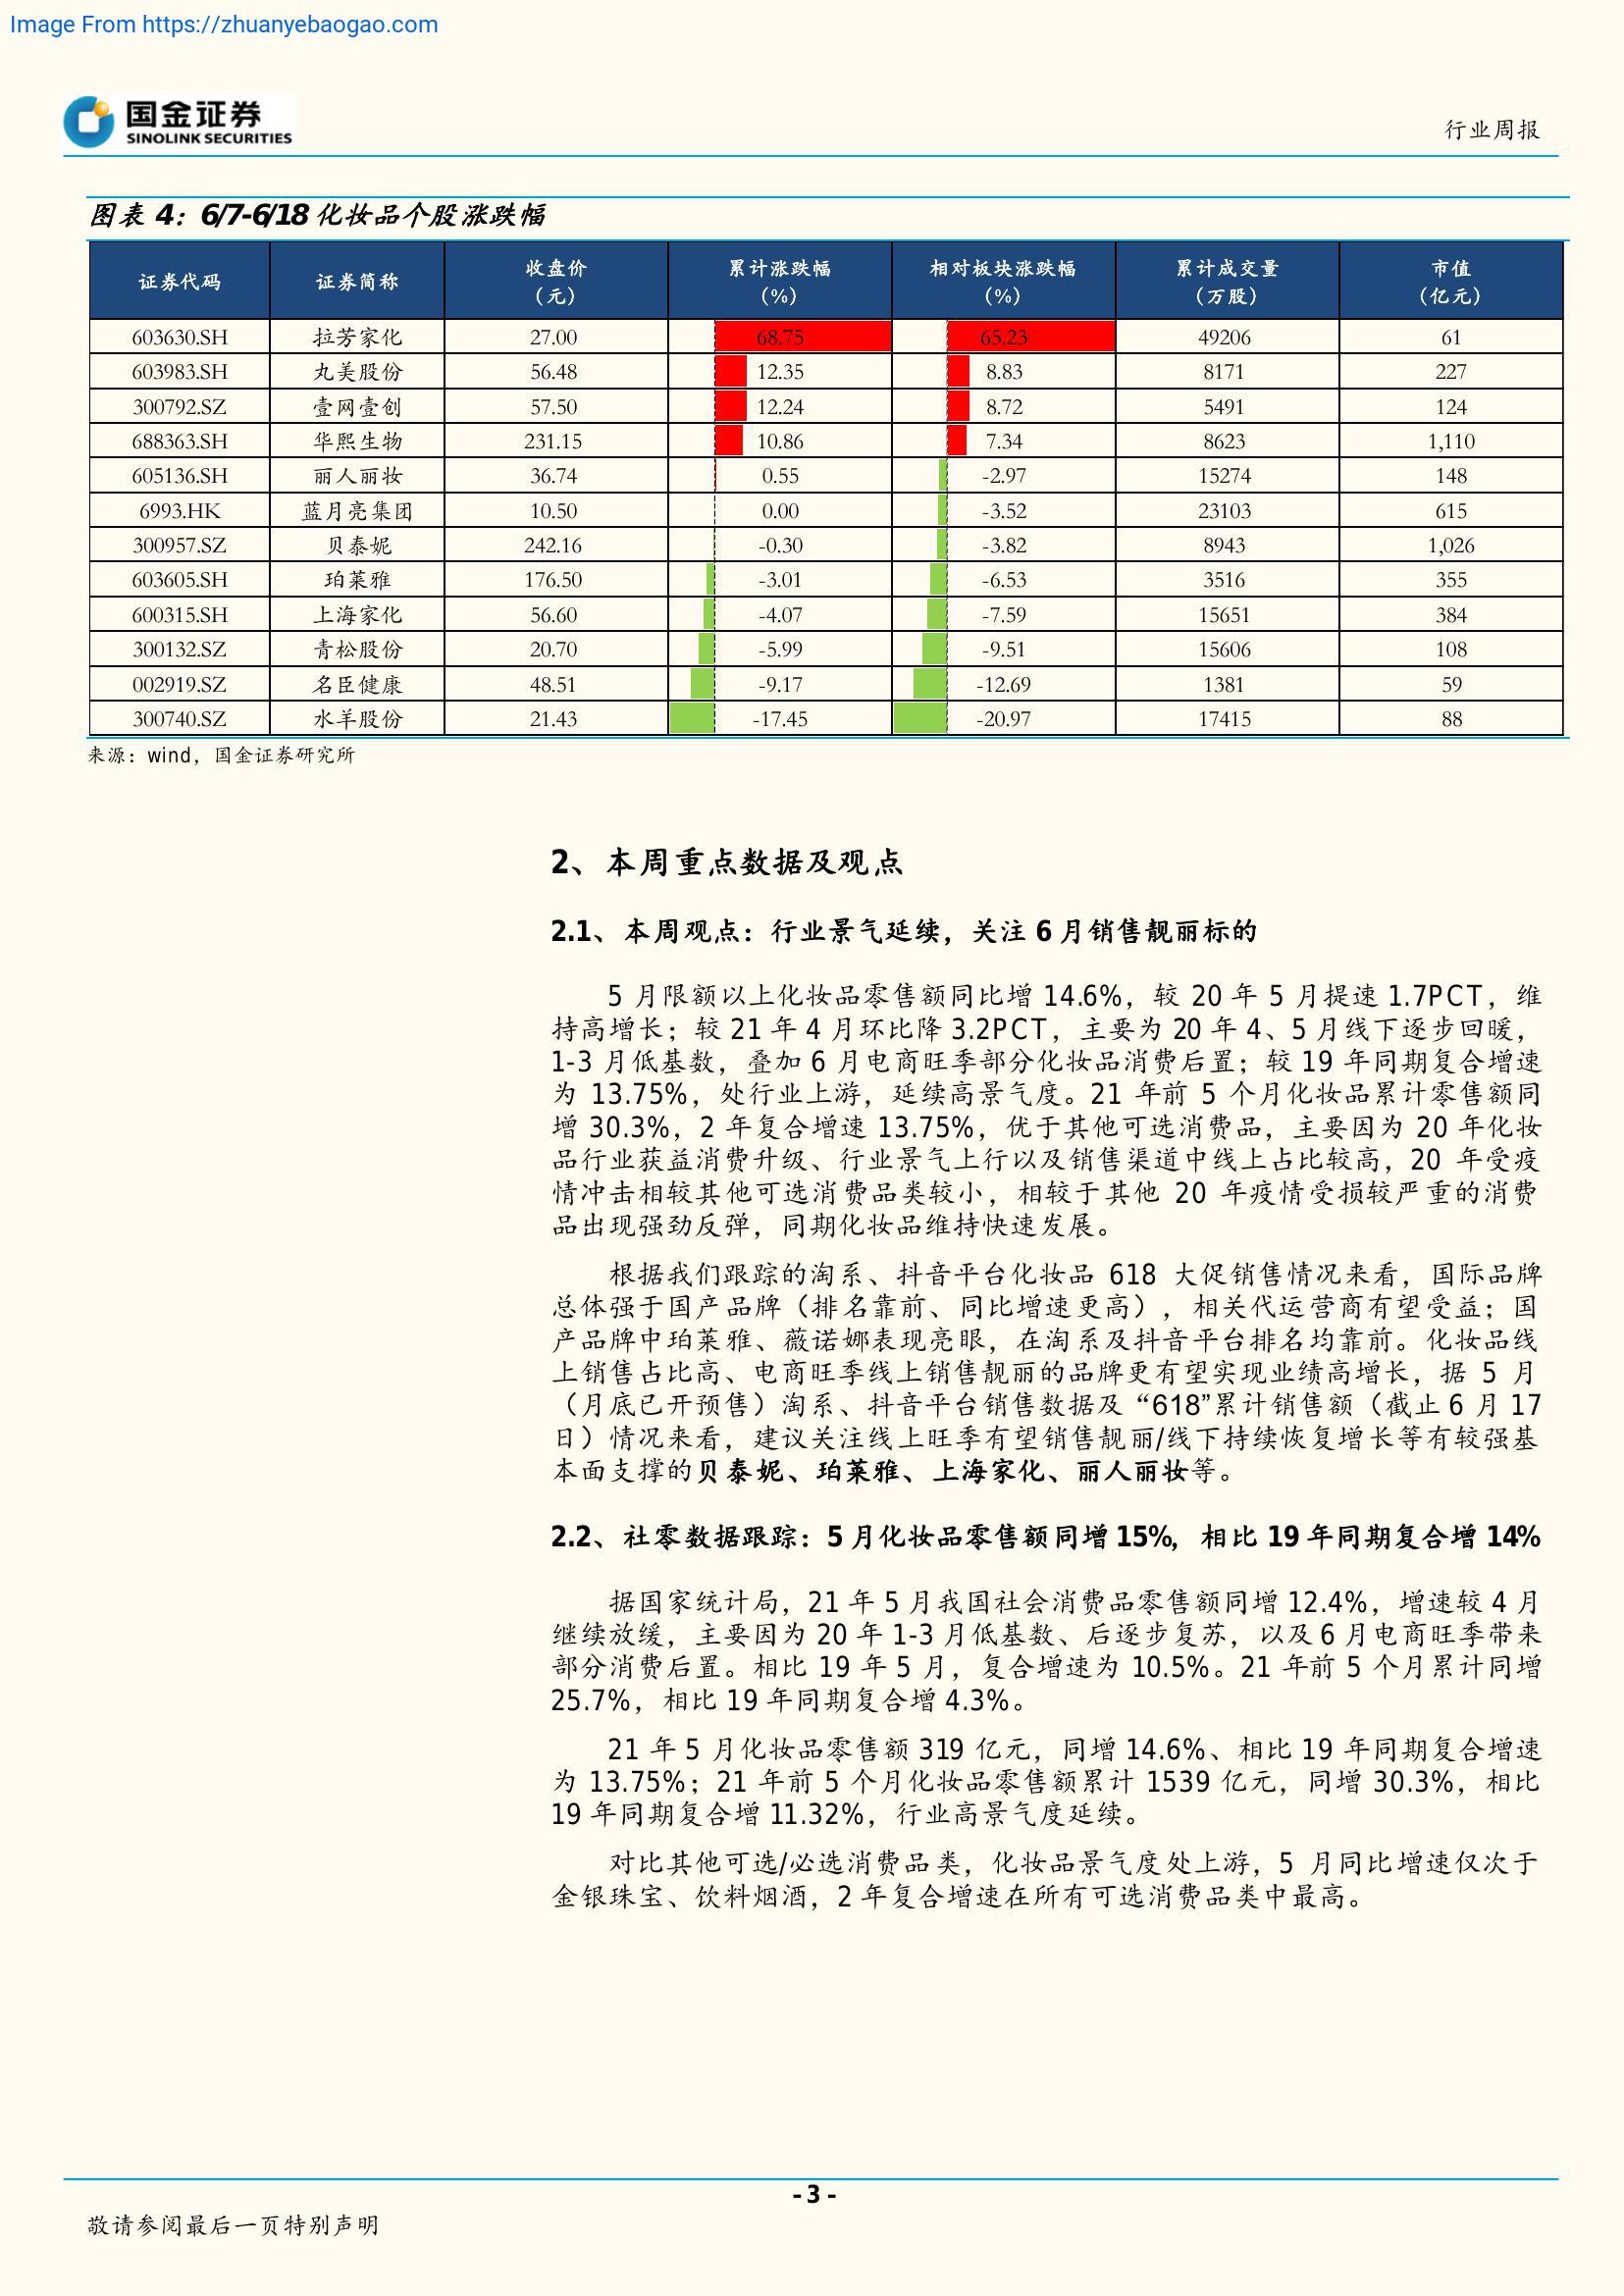 Image From https://zhuanyebaogao.com
国金证券
SINOLINK SECURITIES
行业周报
图表 4：6/7-6/18 化妆品个股涨跌幅
证券代码 证券简称 收盘价（元） 累计涨跌幅（%） 相对板块涨跌幅（%） 累计成交量（万股） 市值（亿元）
603630.SH 拉芳家化 27.00 68.75 65.23 49206 61
603983.SH 丸美股份 56.48 12.35 8.83 8171 227
300792.SZ 壹网壹创 57.50 12.24 8.72 5491 124
688363.SH 华熙生物 231.15 10.86 7.34 8623 1,110
605136.SH 丽人丽妆 36.74 0.55 -2.97 15274 148
6993.HK 蓝月亮集团 10.50 0.00 -3.52 23103 615
300957.SZ 贝泰妮 242.16 -0.30 -3.82 8943 1,026
603605.SH 珀莱雅 176.50 -3.01 -6.53 3516 355
600315.SH 上海家化 56.60 -4.07 -7.59 15651 384
300132.SZ 青松股份 20.70 -5.99 -9.51 15606 108
002919.SZ 名臣健康 48.51 -9.17 -12.69 1381 59
300740.SZ 水羊股份 21.43 -17.45 -20.97 17415 88
来源：wind，国金证券研究所
2、本周重点数据及观点
2.1、本周观点：行业景气延续，关注 6 月销售靓丽标的
5 月限额以上化妆品零售额同比增 14.6%，较 20 年 5 月提速 1.7PCT，维
持高增长；较 21 年 4 月环比降 3.2PCT，主要为 20 年 4、5 月线下逐步回暖，
1-3 月低基数，叠加 6 月电商旺季部分化妆品消费后置；较 19 年同期复合增速
为 13.75%，处行业上游，延续高景气度。21 年前 5 个月化妆品累计零售额同
增 30.3%，2 年复合增速 13.75%，优于其他可选消费品，主要因为 20 年化妆
品行业获益消费升级、行业景气上行以及销售渠道中线上占比较高，20 年受疫
情冲击相较其他可选消费品类较小，相较于其他 20 年疫情受损较严重的消费
品出现强劲反弹，同期化妆品维持快速发展。
根据我们跟踪的淘系、抖音平台化妆品 618 大促销售情况来看，国际品牌
总体强于国产品牌（排名靠前、同比增速更高），相关代运营商有望受益；国
产品牌中珀莱雅、薇诺娜表现亮眼，在淘系及抖音平台排名均靠前。化妆品线
上销售占比高、电商旺季线上销售靓丽的品牌更有望实现业绩高增长，据 5 月
（月底已开预售）淘系、抖音平台销售数据及“618”累计销售额（截止 6 月 17
日）情况来看，建议关注线上旺季有望销售靓丽/线下持续恢复增长等有较强基
本面支撑的贝泰妮、珀莱雅、上海家化、丽人丽妆等。
2.2、社零数据跟踪：5 月化妆品零售额同增 15%，相比 19 年同期复合增 14%
据国家统计局，21 年 5 月我国社会消费品零售额同增 12.4%，增速较 4 月
继续放缓，主要因为 20 年 1-3 月低基数、后逐步复苏，以及 6 月电商旺季带来
部分消费后置。相比 19 年 5 月，复合增速为 10.5%。21 年前 5 个月累计同增
25.7%，相比 19 年同期复合增 4.3%。
21 年 5 月化妆品零售额 319 亿元，同增 14.6%、相比 19 年同期复合增速
为 13.75%；21 年前 5 个月化妆品零售额累计 1539 亿元，同增 30.3%，相比
19 年同期复合增 11.32%，行业高景气度延续。
对比其他可选/必选消费品类，化妆品景气度处上游，5 月同比增速仅次于
金银珠宝、饮料烟酒，2 年复合增速在所有可选消费品类中最高。
- 3 -
敬请参阅最后一页特别声明